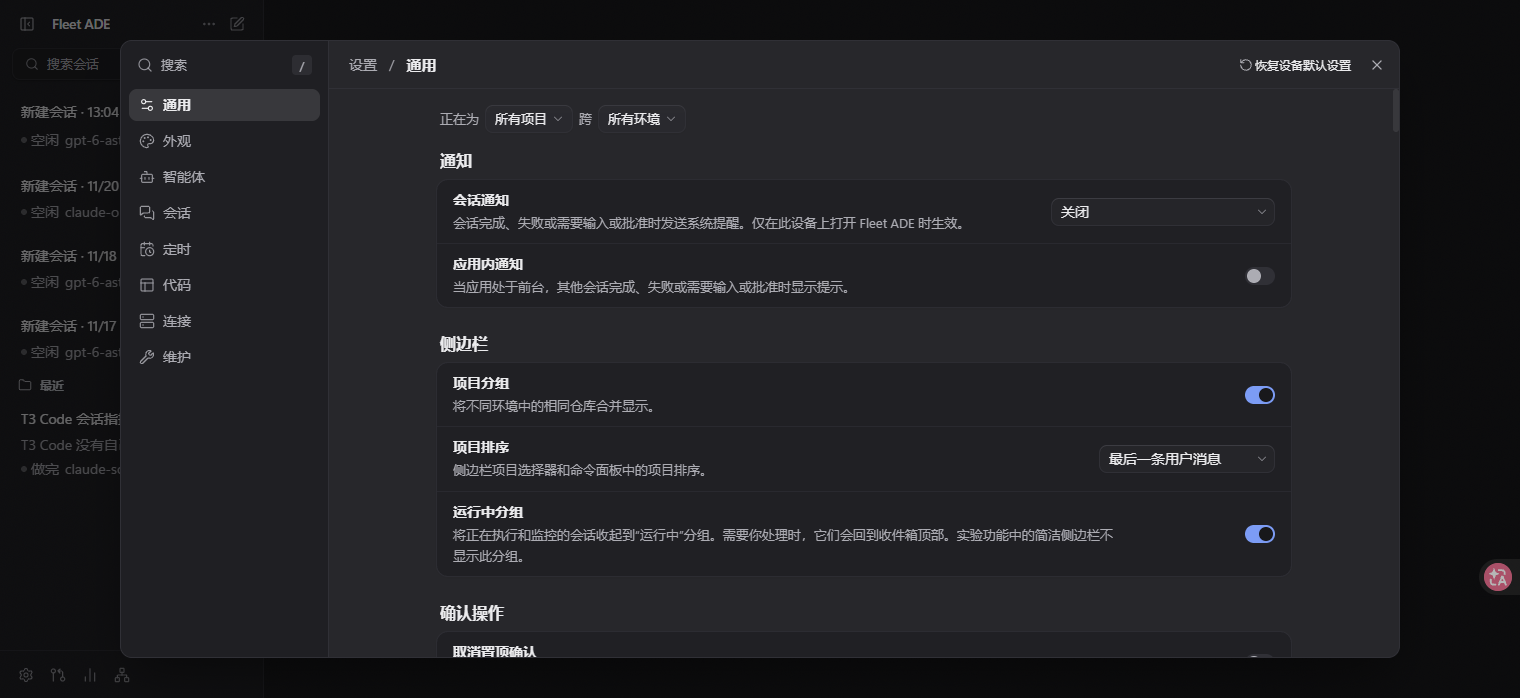 Fleet ADE
搜索会话
新建会话 · 13:04
空闲 gpt-6-ast
新建会话 · 11/20
空闲 claude-o
新建会话 · 11/18
空闲 gpt-6-ast
新建会话 · 11/17
空闲 gpt-6-ast
最近
T3 Code 会话指
T3 Code 没有自
做完 claude-so
搜索
/
通用
外观
智能体
会话
定时
代码
连接
维护
设置 / 通用
恢复设备默认设置
正在为 所有项目 跨 所有环境
通知
会话通知
会话完成、失败或需要输入或批准时发送系统提醒。仅在此设备上打开 Fleet ADE 时生效。
关闭
应用内通知
当应用处于前台，其他会话完成、失败或需要输入或批准时显示提示。
侧边栏
项目分组
将不同环境中的相同仓库合并显示。
项目排序
侧边栏项目选择器和命令面板中的项目排序。
最后一条用户消息
运行中分组
将正在执行和监控的会话收起到“运行中”分组。需要你处理时，它们会回到收件箱顶部。实验功能中的简洁侧边栏不
显示此分组。
确认操作
取消置顶确认